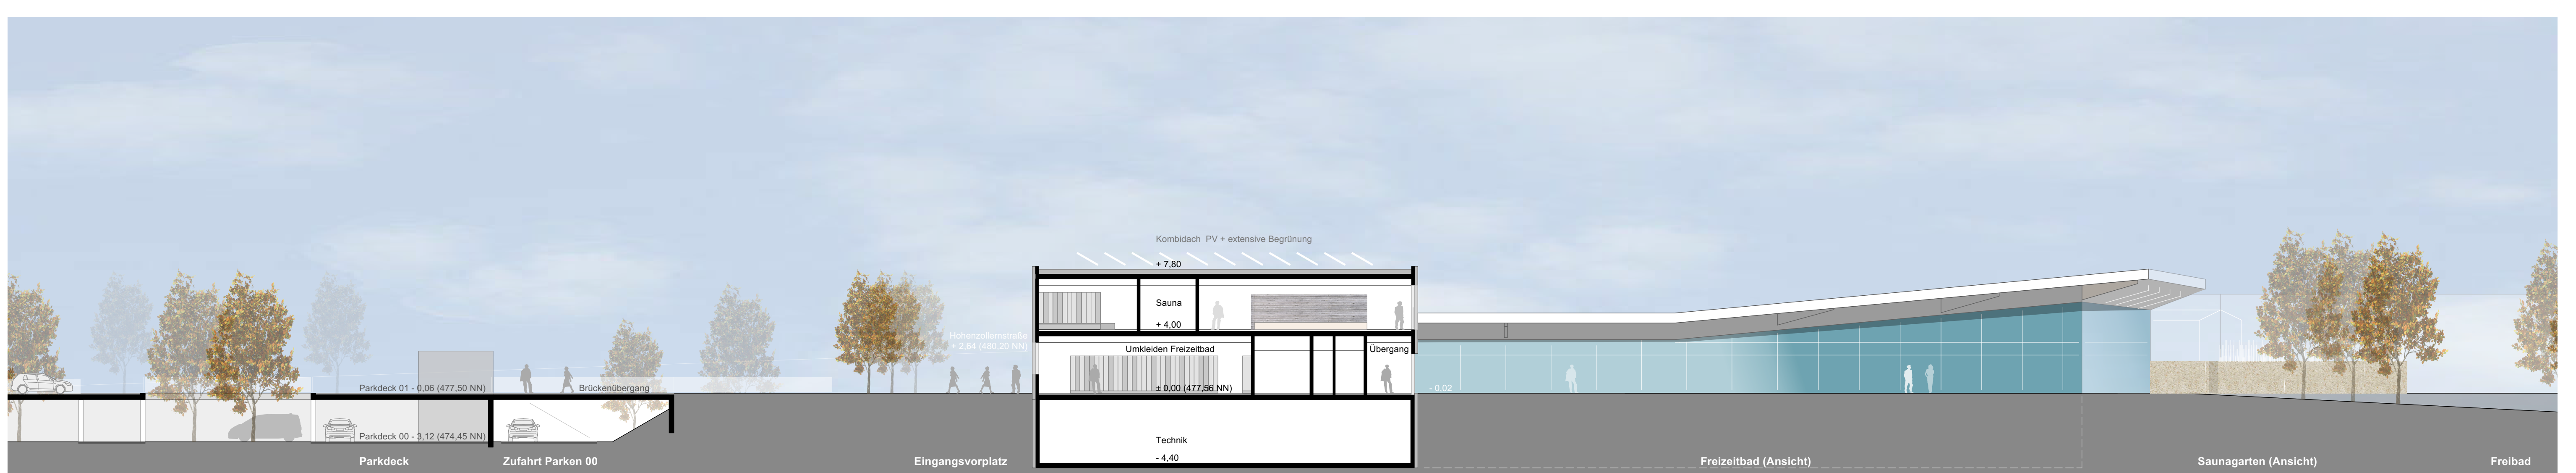 Kombidach PV + extensive Begrünung
+ 7,80
Sauna
+ 4,00
Hohenzollernstraße
+ 2,64 (480,20 NN)
Umkleiden Freizeitbad
Übergang
Parkdeck 01 - 0,06 (477,50 NN)
Brückenübergang
± 0,00 (477,56 NN)
- 0,02
Parkdeck 00 - 3,12 (474,45 NN)
Technik
- 4,40
Parkdeck
Zufahrt Parken 00
Eingangsvorplatz
Freizeitbad (Ansicht)
Saunagarten (Ansicht)
Freibad